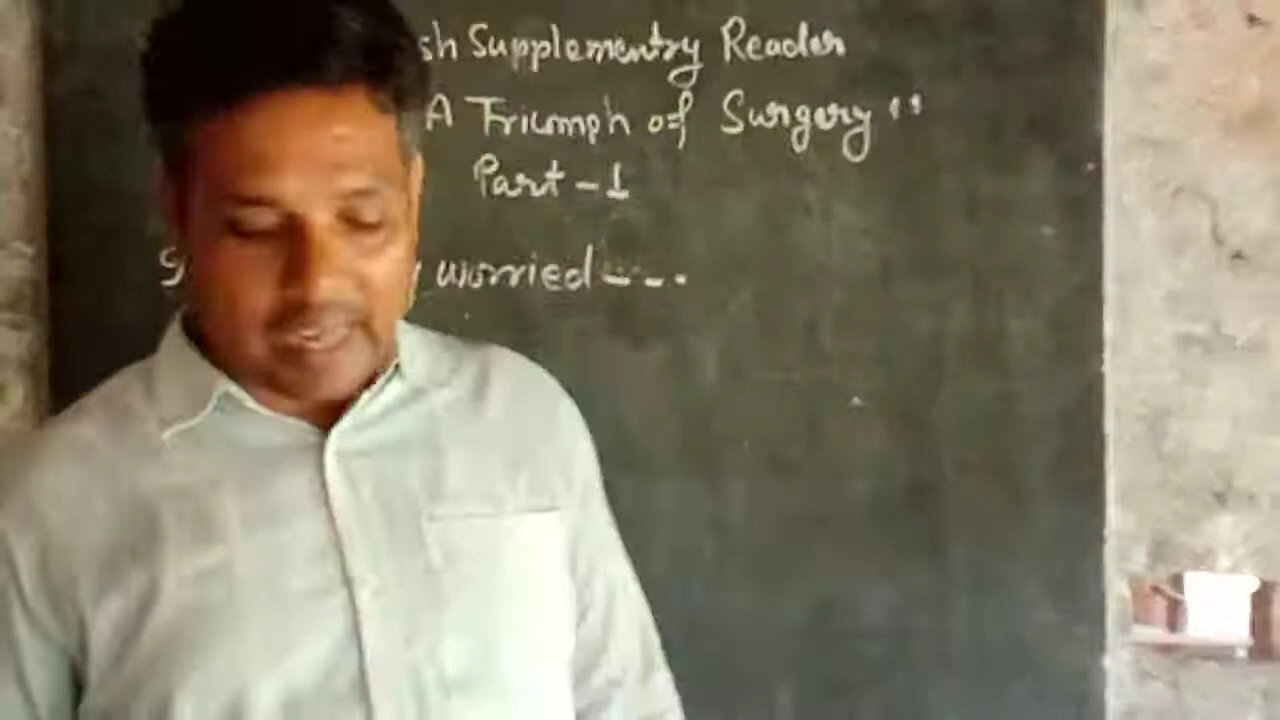 sh Supplementry Reader
A Triumph of Surgery"
Part - 1
worried - - -